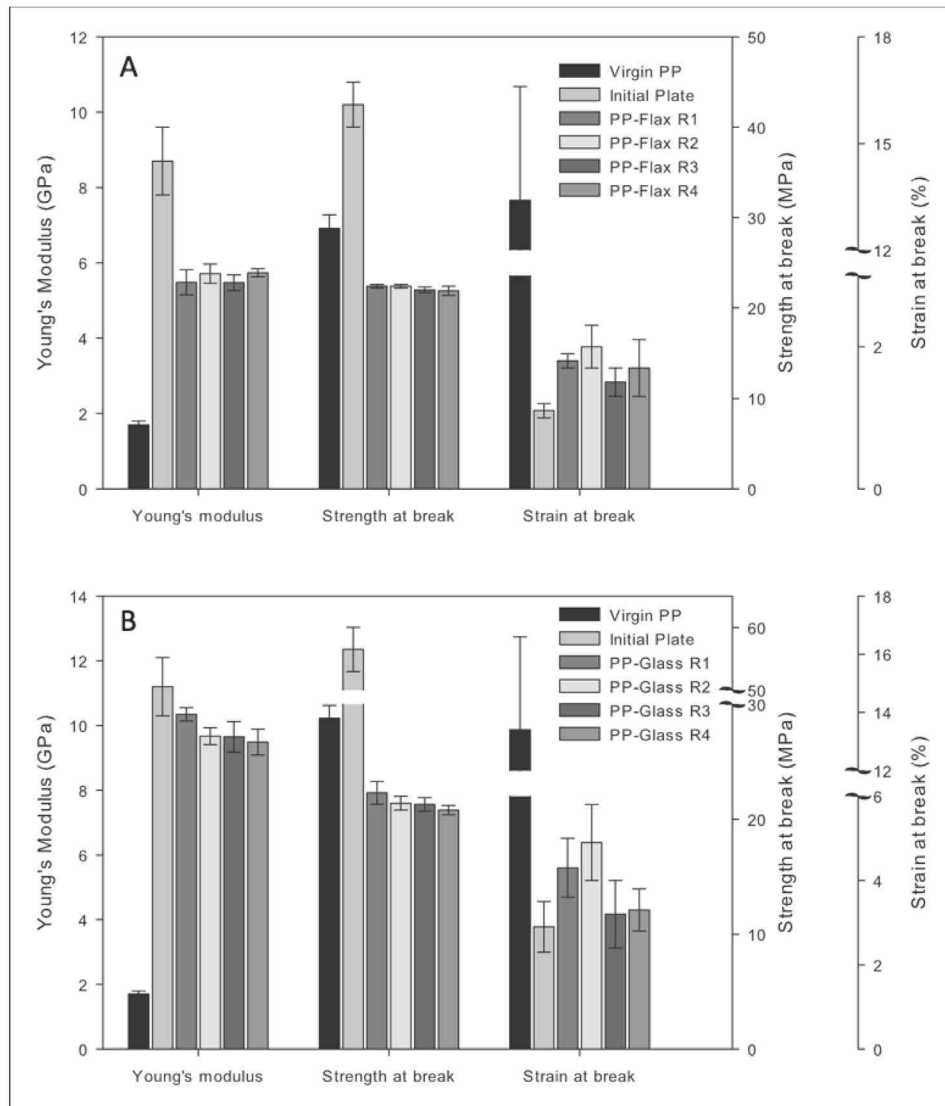 A
Virgin PP
Initial Plate
PP-Flax R1
PP-Flax R2
PP-Flax R3
PP-Flax R4
Young's Modulus (GPa)
12
10
8
6
4
2
0
Strength at break (MPa)
50
40
30
20
10
0
Strain at break (%)
18
15
12
2
0
Young's modulus
Strength at break
Strain at break
B
Virgin PP
Initial Plate
PP-Glass R1
PP-Glass R2
PP-Glass R3
PP-Glass R4
Young's Modulus (GPa)
14
12
10
8
6
4
2
0
Strength at break (MPa)
60
50
30
20
10
0
Strain at break (%)
18
16
14
12
6
4
2
0
Young's modulus
Strength at break
Strain at break